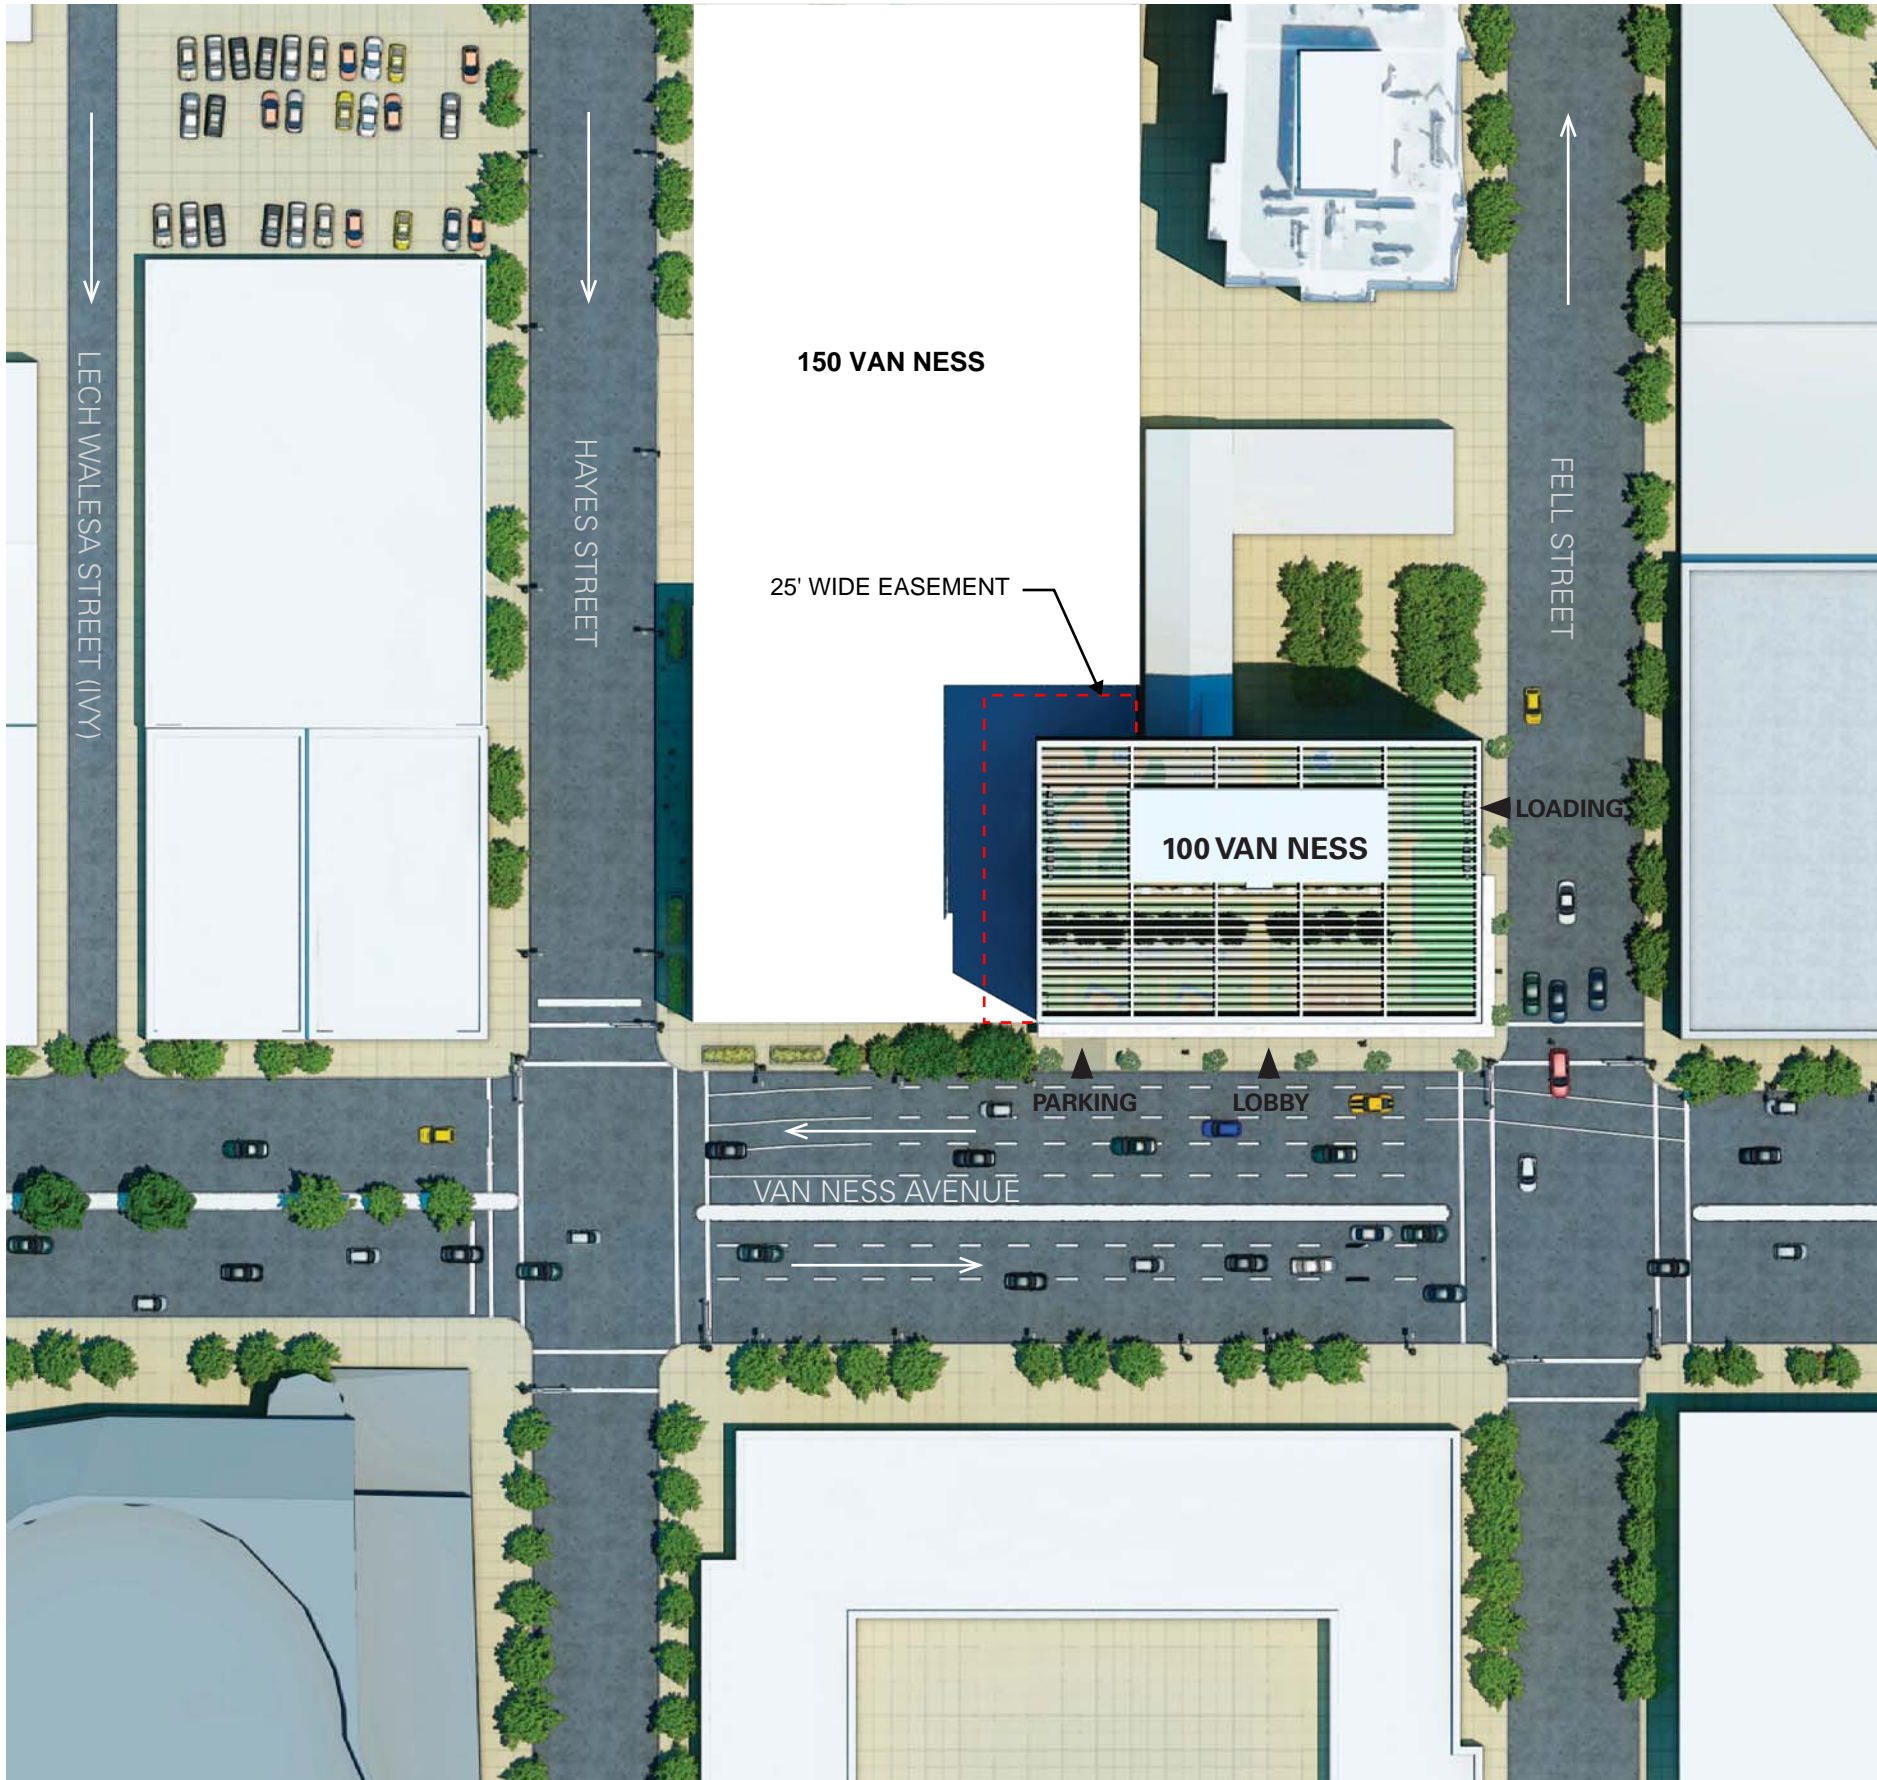 150 VAN NESS
LECH WALESA STREET (IVY)
HAYES STREET
FELL STREET
25' WIDE EASEMENT
LOADING
100 VAN NESS
PARKING
LOBBY
VAN NESS AVENUE